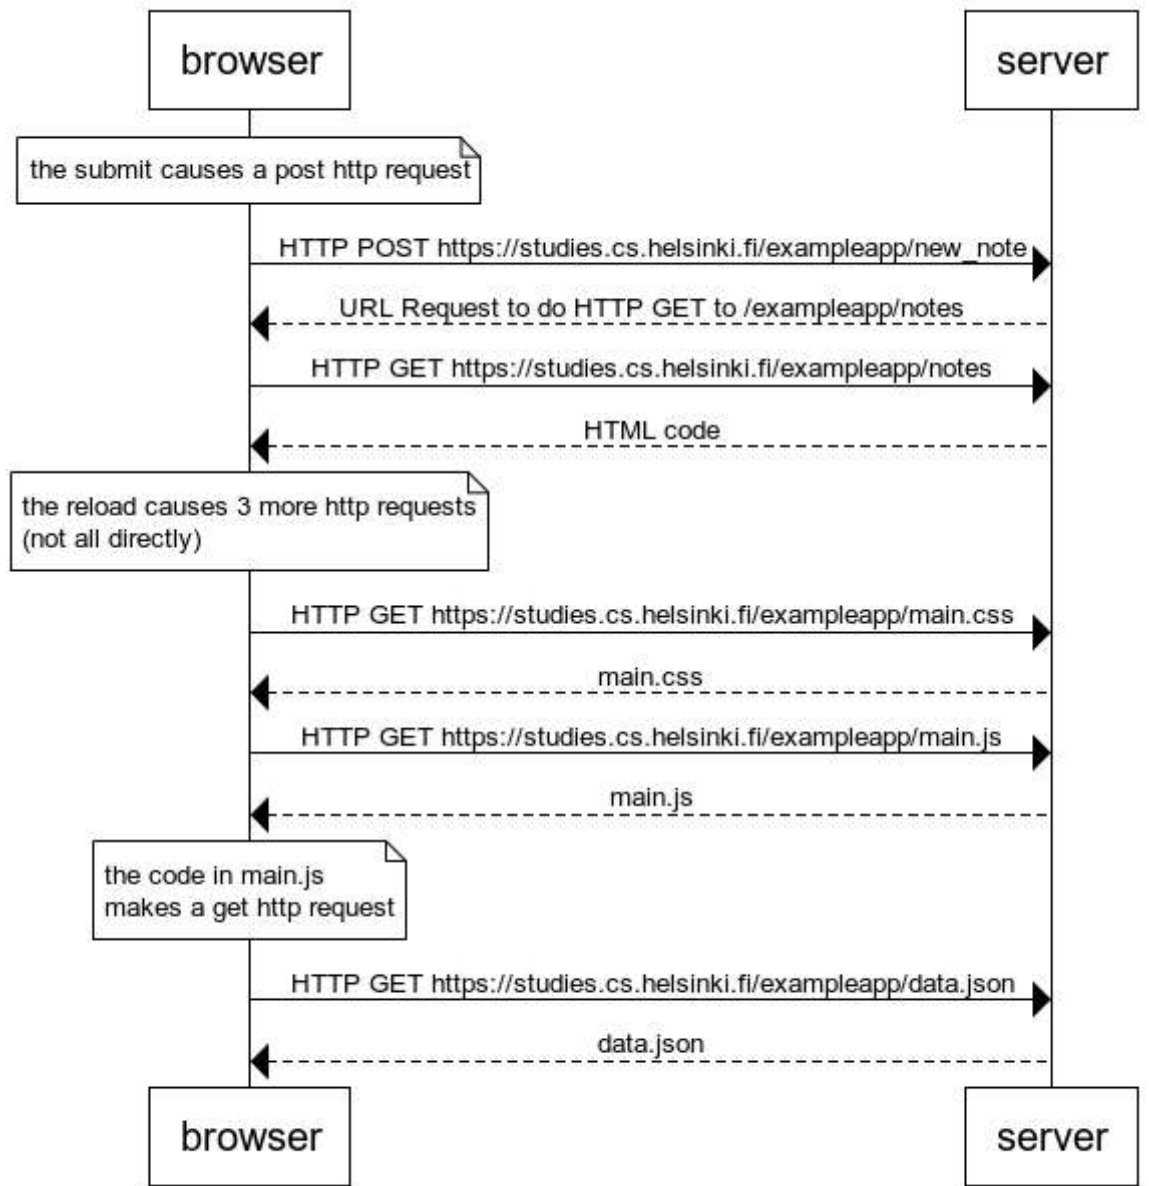 browser
server
the submit causes a post http request
HTTP POST https://studies.cs.helsinki.fi/exampleapp/new_note
URL Request to do HTTP GET to /exampleapp/notes
HTTP GET https://studies.cs.helsinki.fi/exampleapp/notes
HTML code
the reload causes 3 more http requests
(not all directly)
HTTP GET https://studies.cs.helsinki.fi/exampleapp/main.css
main.css
HTTP GET https://studies.cs.helsinki.fi/exampleapp/main.js
main.js
the code in main.js
makes a get http request
HTTP GET https://studies.cs.helsinki.fi/exampleapp/data.json
data.json
browser
server